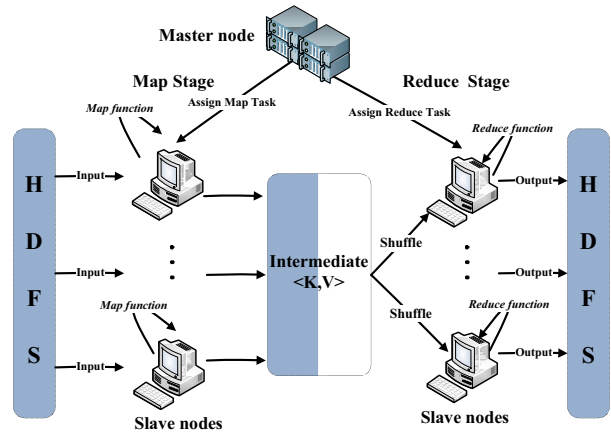 Master node
Map Stage
Reduce Stage
Map function
Assign Map Task
Assign Reduce Task
Reduce function
H
D
F
S
Input
Input
Input
Intermediate
<K,V>
Shuffle
Shuffle
Map function
Reduce function
Output
Output
Output
H
D
F
S
Slave nodes
Slave nodes